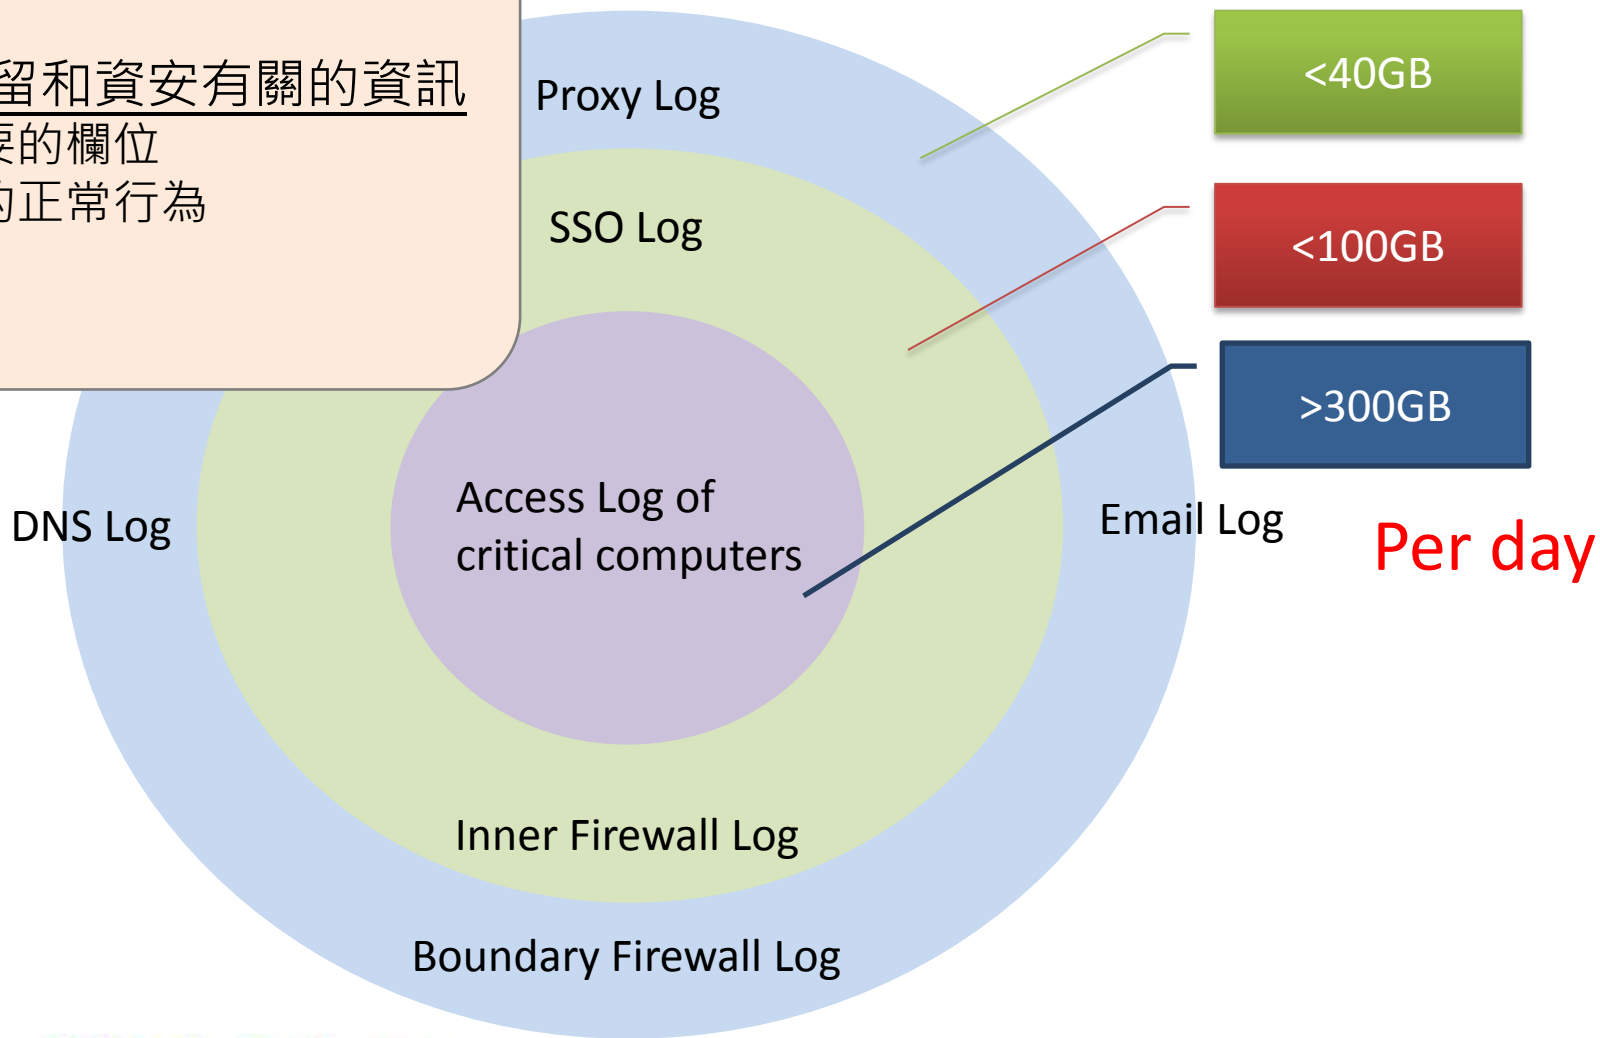 留和資安有關的資訊
要的欄位
的正常行為
Proxy Log
SSO Log
Access Log of
critical computers
DNS Log
Email Log
Inner Firewall Log
Boundary Firewall Log
<40GB
<100GB
>300GB
Per day